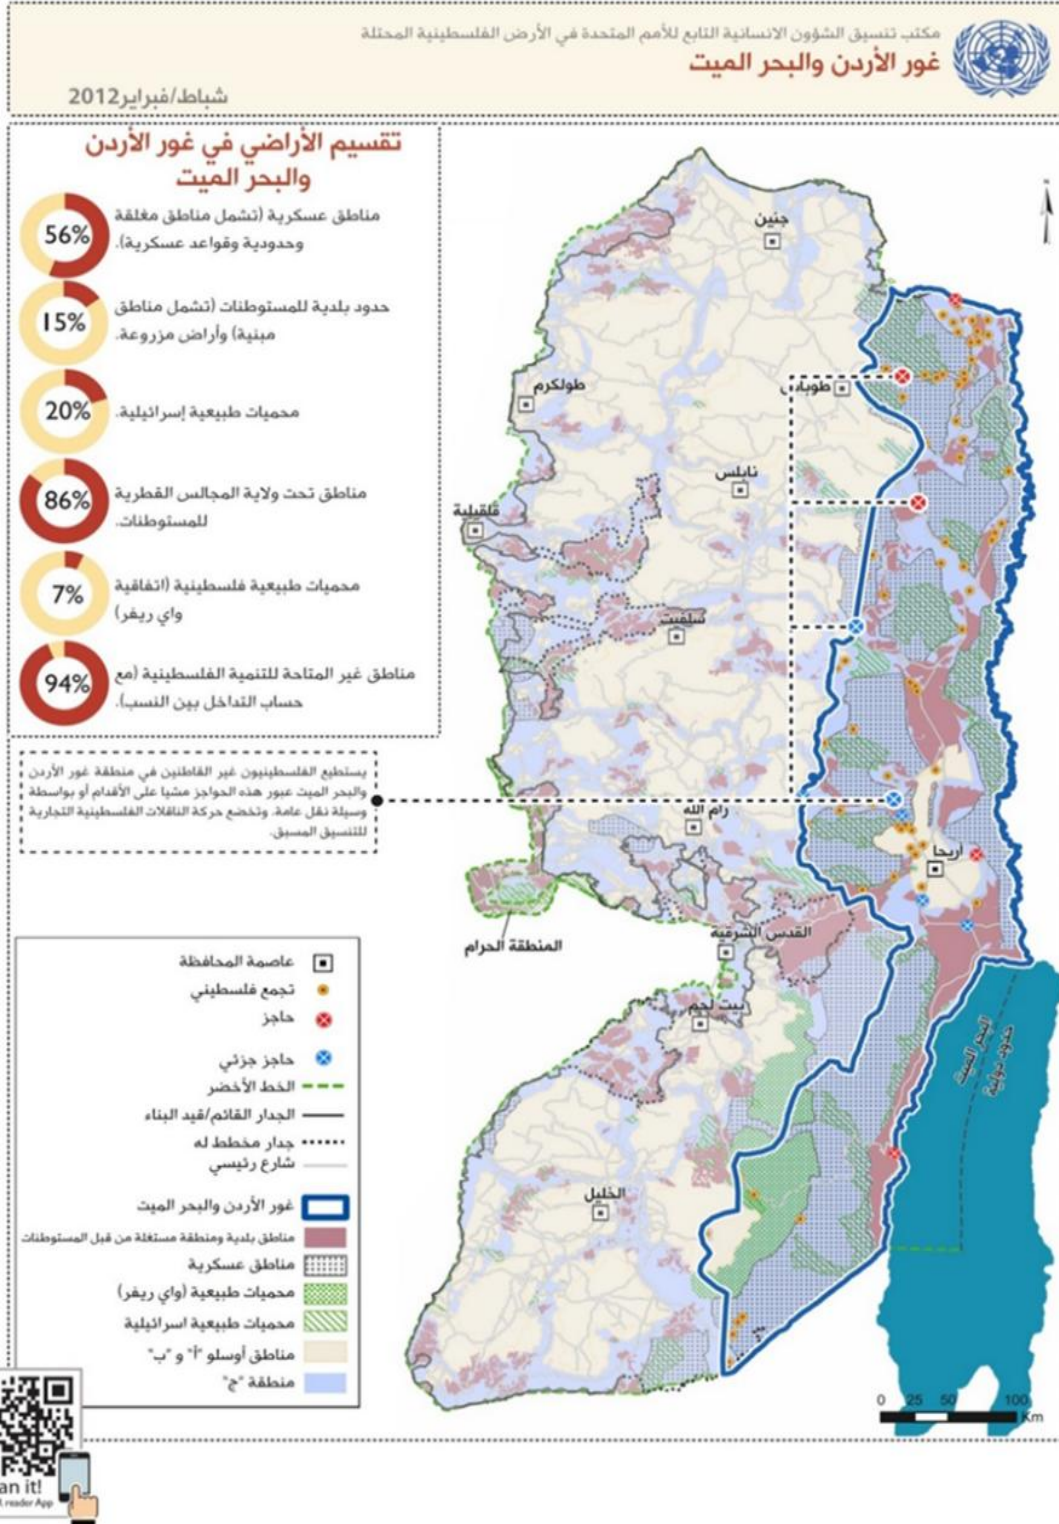 مكتب تنسيق الشؤون الانسانية التابع للأمم المتحدة في الأرض الفلسطينية المحتلة
غور الأردن والبحر الميت
شباط/فبراير2012
تقسيم الأراضي في غور الأردن
والبحر الميت
56%
مناطق عسكرية (تشمل مناطق مغلقة
وحدودية وقواعد عسكرية).
15%
حدود بلدية للمستوطنات (تشمل مناطق
مبنية) وأراض مزروعة.
20%
محميات طبيعية إسرائيلية.
86%
مناطق تحت ولاية المجالس القطرية
للمستوطنات.
7%
محميات طبيعية فلسطينية (اتفاقية
واي ريفر)
94%
مناطق غير المتاحة للتنمية الفلسطينية (مع
حساب التداخل بين النسب).
يستطيع الفلسطينيون غير القاطنين في منطقة غور الأردن
والبحر الميت عبور هذه الحواجز مشيا على الأقدام أو بواسطة
وسيلة نقل عامة. وتخضع حركة الناقلات الفلسطينية التجارية
للتنسيق المسبق.
N
جنين
طوباس
طولكرم
نابلس
قلقيلية
سلفيت
رام الله
أريحا
القدس الشرقية
المنطقة الحرام
بيت لحم
الخليل
البحر الميت
حدود دولية
عاصمة المحافظة
تجمع فلسطيني
حاجز
حاجز جزئي
الخط الأخضر
الجدار القائم/قيد البناء
جدار مخطط له
شارع رئيسي
غور الأردن والبحر الميت
مناطق بلدية ومنطقة مستغلة من قبل المستوطنات
مناطق عسكرية
محميات طبيعية (واي ريفر)
محميات طبيعية اسرائيلية
مناطق أوسلو "أ" و "ب"
منطقة "ج"
0 25 50 100
Km
an it!
reader App